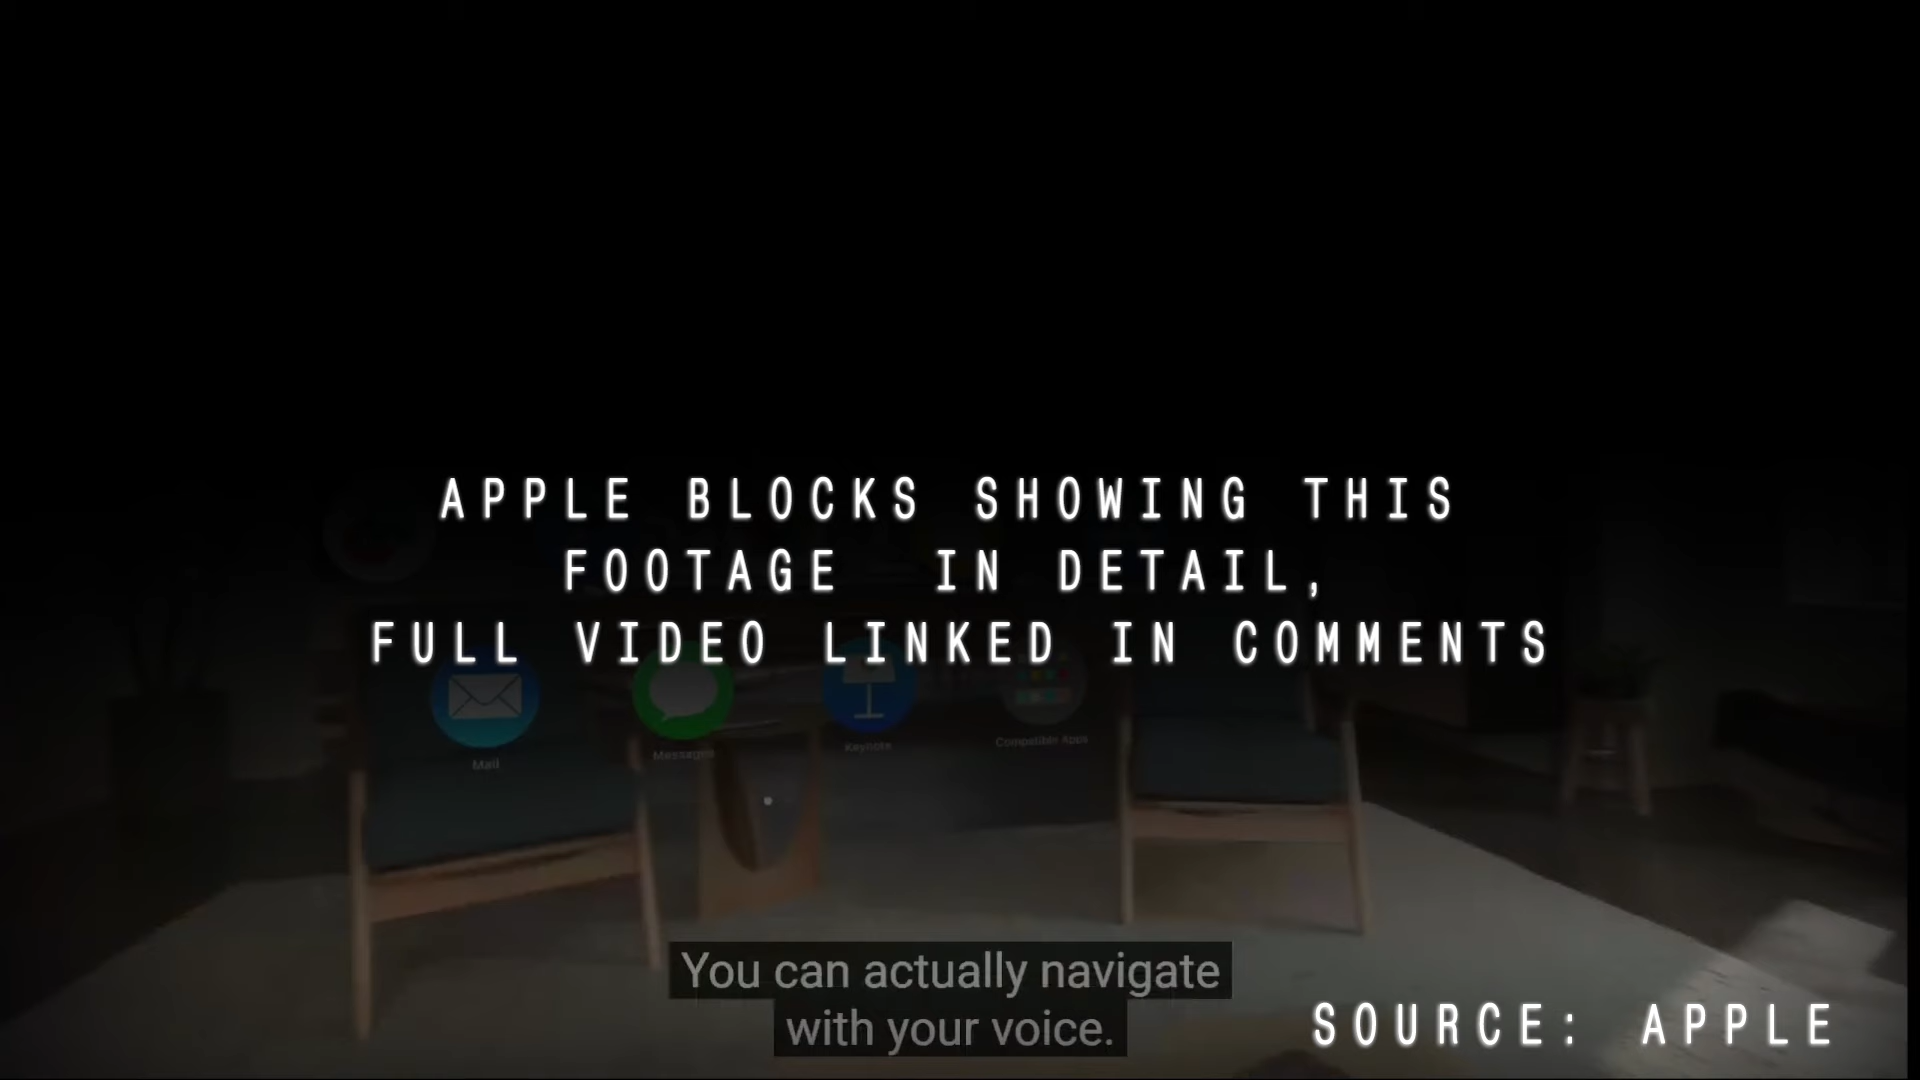 APPLE BLOCKS SHOWING THIS
FOOTAGE IN DETAIL,
FULL VIDEO LINKED IN COMMENTS
Mail
Messages
Keynote
Compatible Apps
You can actually navigate
with your voice.
SOURCE: APPLE